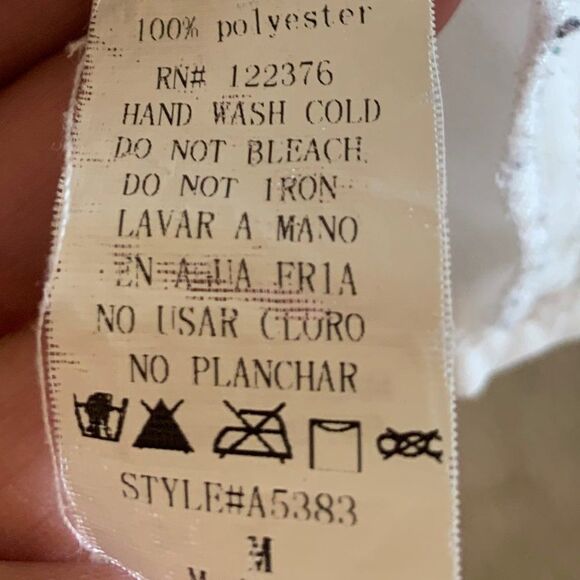 100% polyester
RN# 122376
HAND WASH COLD
DO NOT BLEACH
DO NOT IRON
LAVAR A MANO
EN AGUA FRIA
NO USAR CLORO
NO PLANCHAR
STYLE#A5383
M